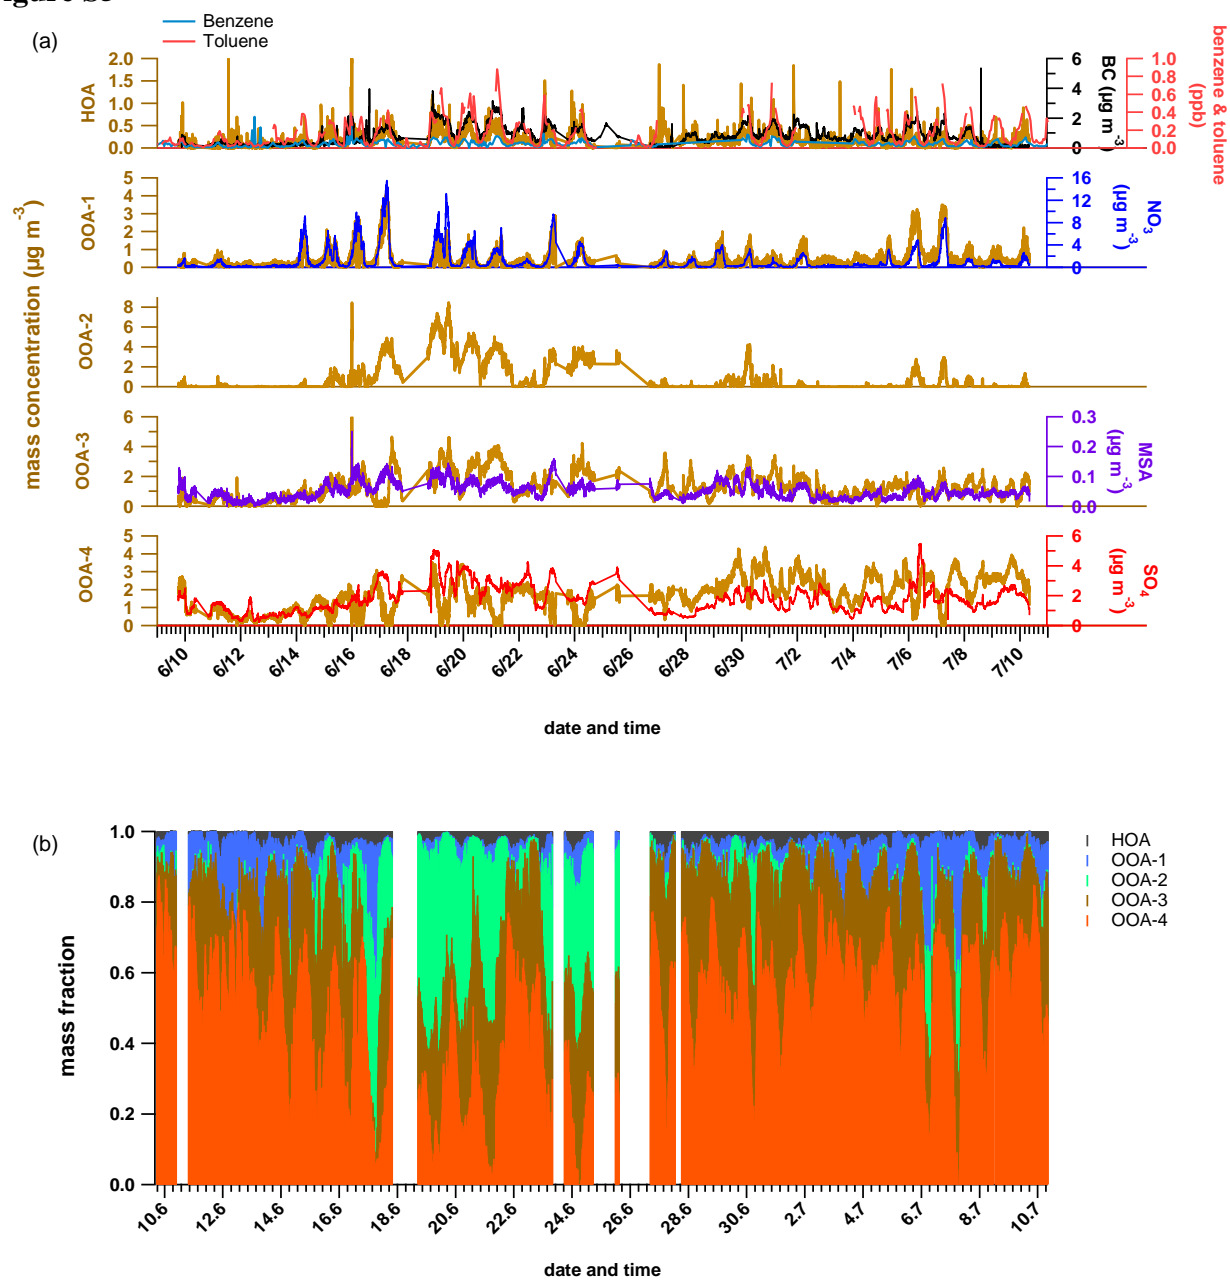 Benzene
Toluene
(a)
HOA
2.0
1.5
1.0
0.5
0.0
6
4
2
0
BC (µg m⁻³)
1.0
0.8
0.6
0.4
0.2
0.0
benzene & toluene
(ppb)
mass concentration (µg m⁻³)
OOA-1
5
4
3
2
1
0
16
12
8
4
0
NO₃
(µg m⁻³)
OOA-2
8
6
4
2
0
OOA-3
6
4
2
0
0.3
0.2
0.1
0.0
MSA
(µg m⁻³)
OOA-4
5
4
3
2
1
0
6
4
2
0
SO₄
(µg m⁻³)
6/10 6/12 6/14 6/16 6/18 6/20 6/22 6/24 6/26 6/28 6/30 7/2 7/4 7/6 7/8 7/10
date and time
(b)
mass fraction
1.0
0.8
0.6
0.4
0.2
0.0
HOA
OOA-1
OOA-2
OOA-3
OOA-4
10.6 12.6 14.6 16.6 18.6 20.6 22.6 24.6 26.6 28.6 30.6 2.7 4.7 6.7 8.7 10.7
date and time